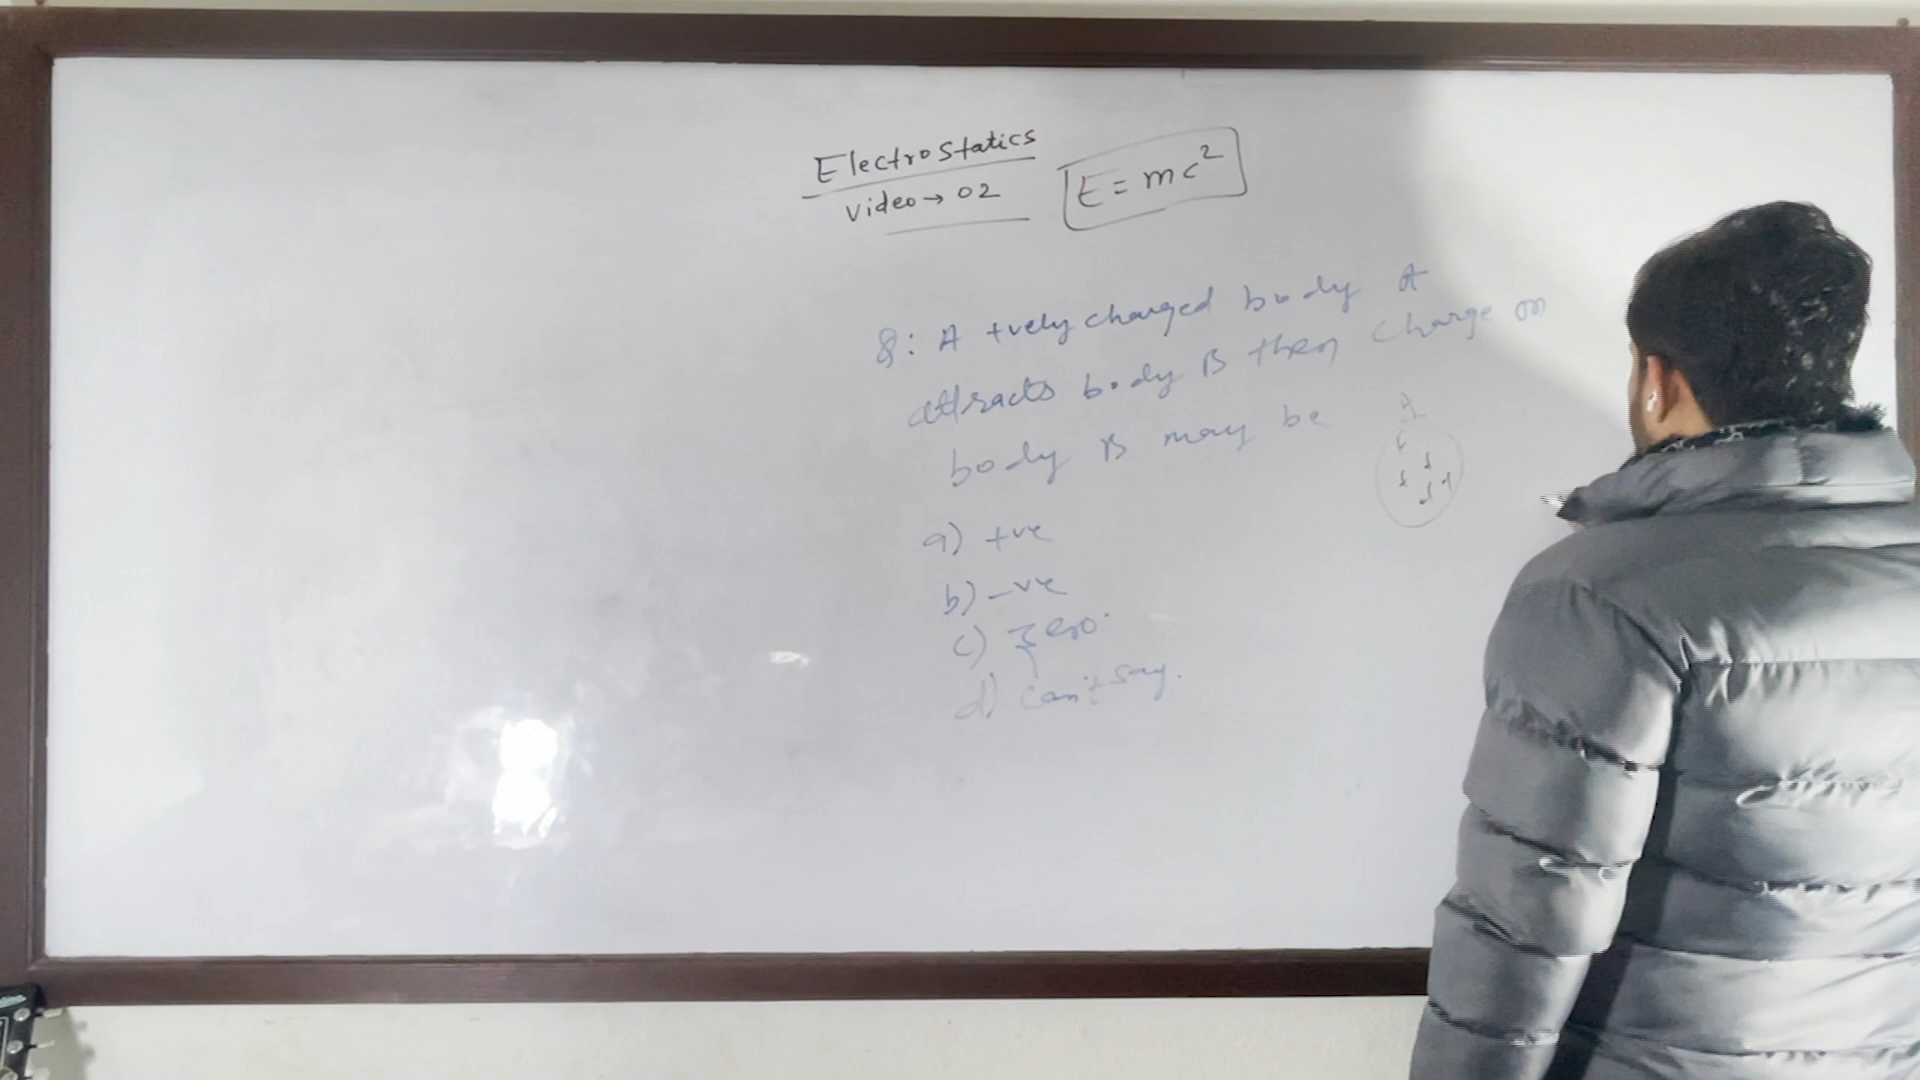 Electrostatics
Video → 02
E = mc²
Q: A +vely charged body A
attracts body B then charge on
body B may be
a) +ve
b) -ve
c) zero.
d) can't say.
A